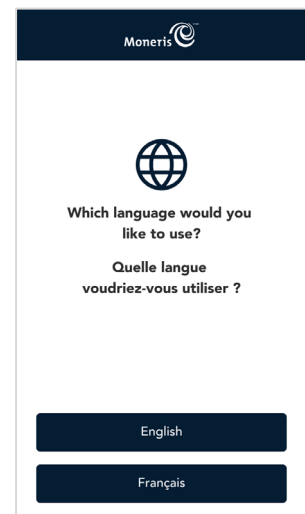 Moneris
Which language would you
like to use?
Quelle langue
voudriez-vous utiliser ?
English
Français